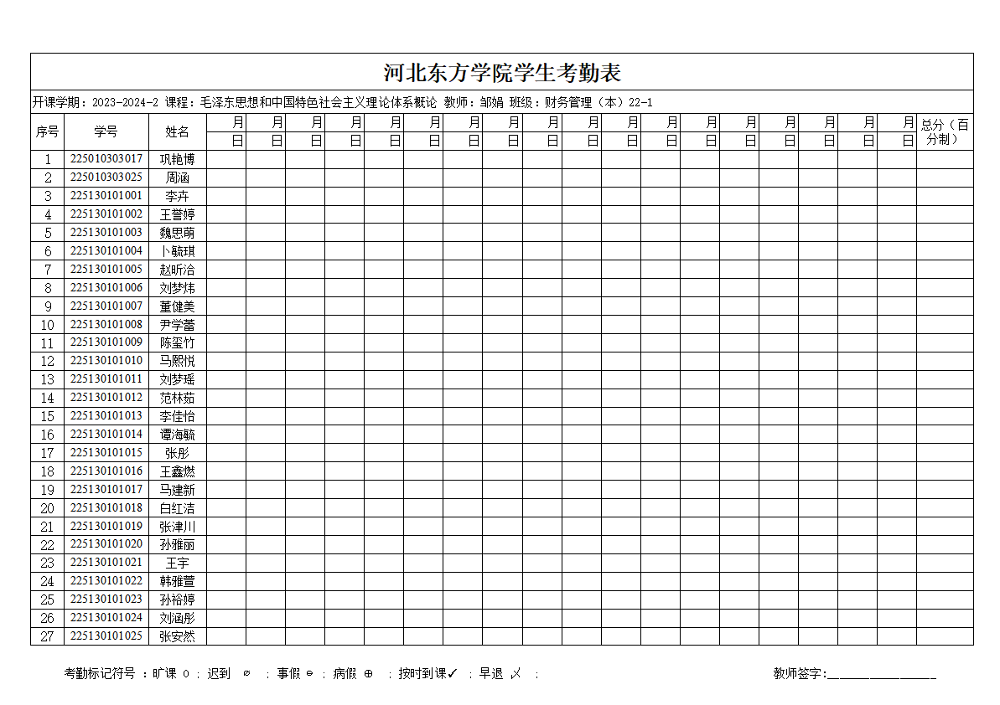 河北东方学院学生考勤表
开课学期：2023-2024-2 课程：毛泽东思想和中国特色社会主义理论体系概论 教师：邹娟 班级：财务管理（本）22-1
序号 学号 姓名 月 月 月 月 月 月 月 月 月 月 月 月 月 月 月 月 月 月 总分（百分制）
日 日 日 日 日 日 日 日 日 日 日 日 日 日 日 日 日 日
1 225010303017 巩艳博
2 225010303025 周涵
3 225130101001 李卉
4 225130101002 王誉婷
5 225130101003 魏思萌
6 225130101004 卜毓琪
7 225130101005 赵昕洽
8 225130101006 刘梦炜
9 225130101007 董健美
10 225130101008 尹学蕾
11 225130101009 陈玺竹
12 225130101010 马熙悦
13 225130101011 刘梦瑶
14 225130101012 范林茹
15 225130101013 李佳怡
16 225130101014 谭海毓
17 225130101015 张彤
18 225130101016 王鑫燃
19 225130101017 马建新
20 225130101018 白红洁
21 225130101019 张津川
22 225130101020 孙雅丽
23 225130101021 王宇
24 225130101022 韩雅萱
25 225130101023 孙裕婷
26 225130101024 刘涵彤
27 225130101025 张安然
考勤标记符号 ：旷课 O ；迟到 ∅ ；事假 ⊖ ；病假 ⊕ ；按时到课✓ ；早退 乄 ； 教师签字:__________________